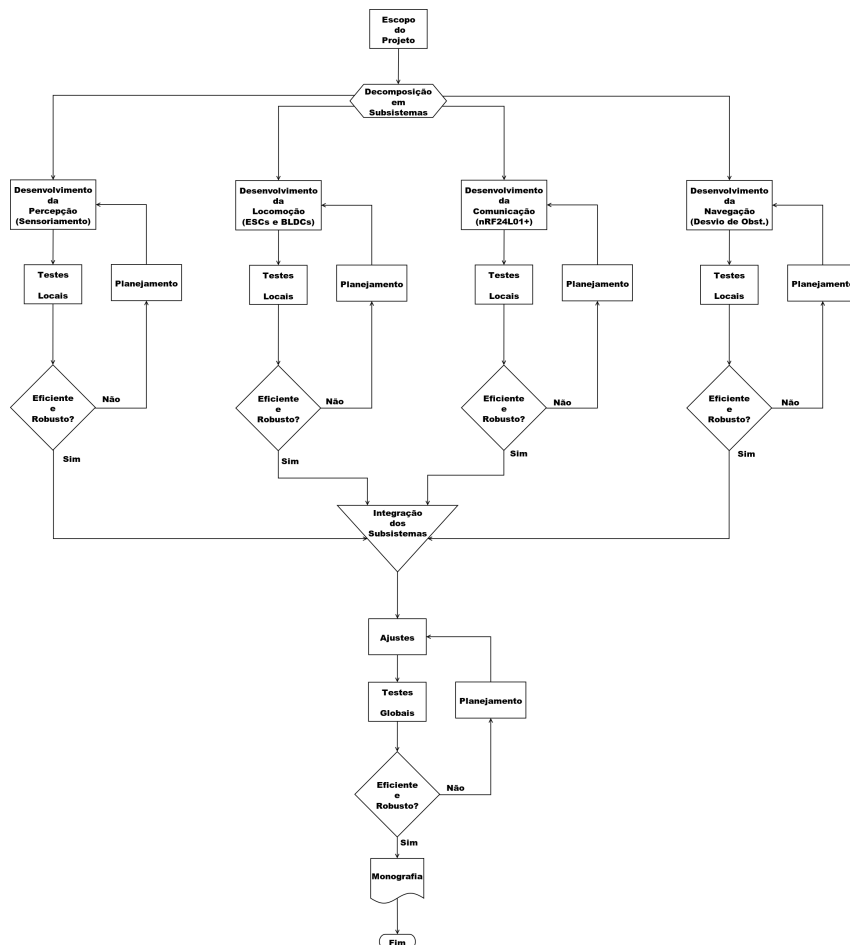 Escopo
do
Projeto
Decomposição
em
Subsistemas
Desenvolvimento
da
Percepção
(Sensoriamento)
Desenvolvimento
da
Locomoção
(ESCs e BLDCs)
Desenvolvimento
da
Comunicação
(nRF24L01+)
Desenvolvimento
da
Navegação
(Desvio de Obst.)
Testes
Locais
Planejamento
Testes
Locais
Planejamento
Testes
Locais
Planejamento
Testes
Locais
Planejamento
Eficiente
e
Robusto?
Não
Sim
Eficiente
e
Robusto?
Não
Sim
Eficiente
e
Robusto?
Não
Sim
Eficiente
e
Robusto?
Não
Sim
Integração
dos
Subsistemas
Ajustes
Testes
Globais
Planejamento
Eficiente
e
Robusto?
Não
Sim
Monografia
Fim